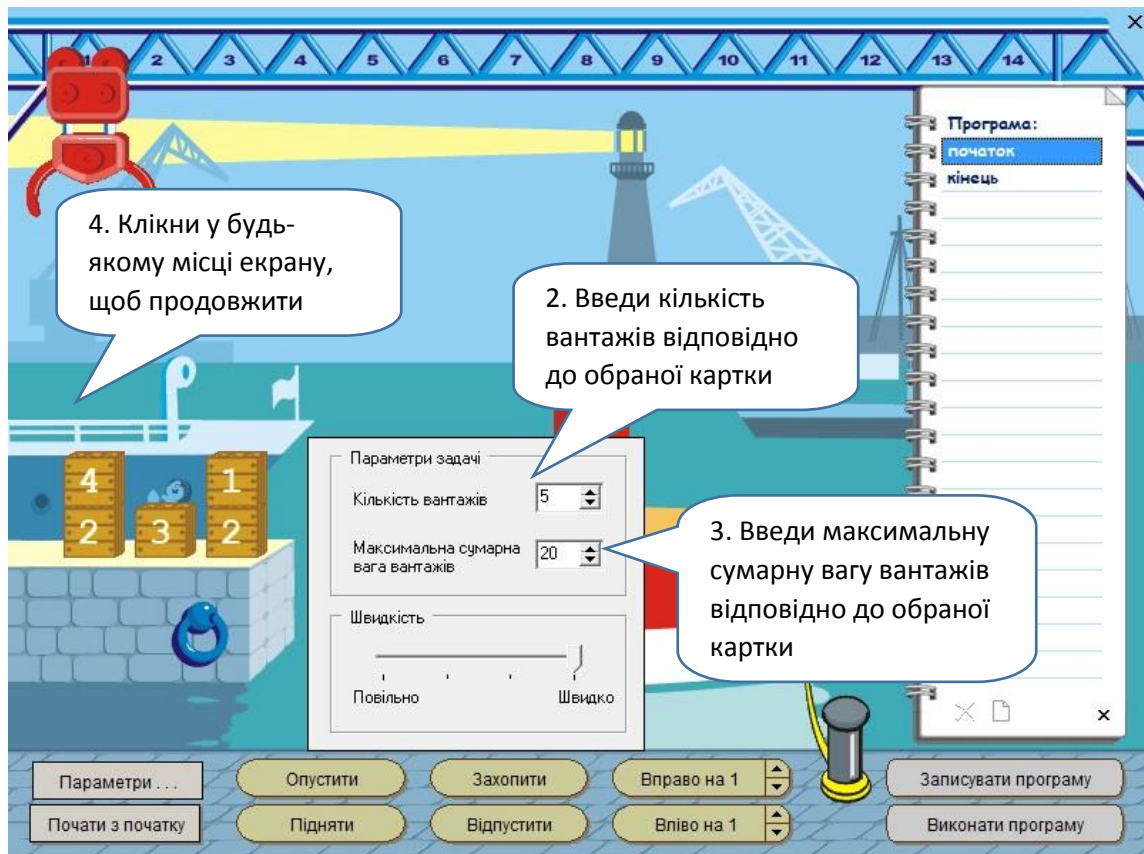 ×
1 2 3 4 5 6 7 8 9 10 11 12 13 14
Програма:
початок
кінець
4. Клікни у будь-
якому місці екрану,
щоб продовжити
2. Введи кількість
вантажів відповідно
до обраної картки
4 1
2 3 2
Параметри задачі
Кількість вантажів 5
Максимальна сумарна 20
вага вантажів
3. Введи максимальну
сумарну вагу вантажів
відповідно до обраної
картки
Швидкість
Повільно Швидко
Параметри . . . Опустити Захопити Вправо на 1 Записувати програму
Почати з початку Підняти Відпустити Вліво на 1 Виконати програму